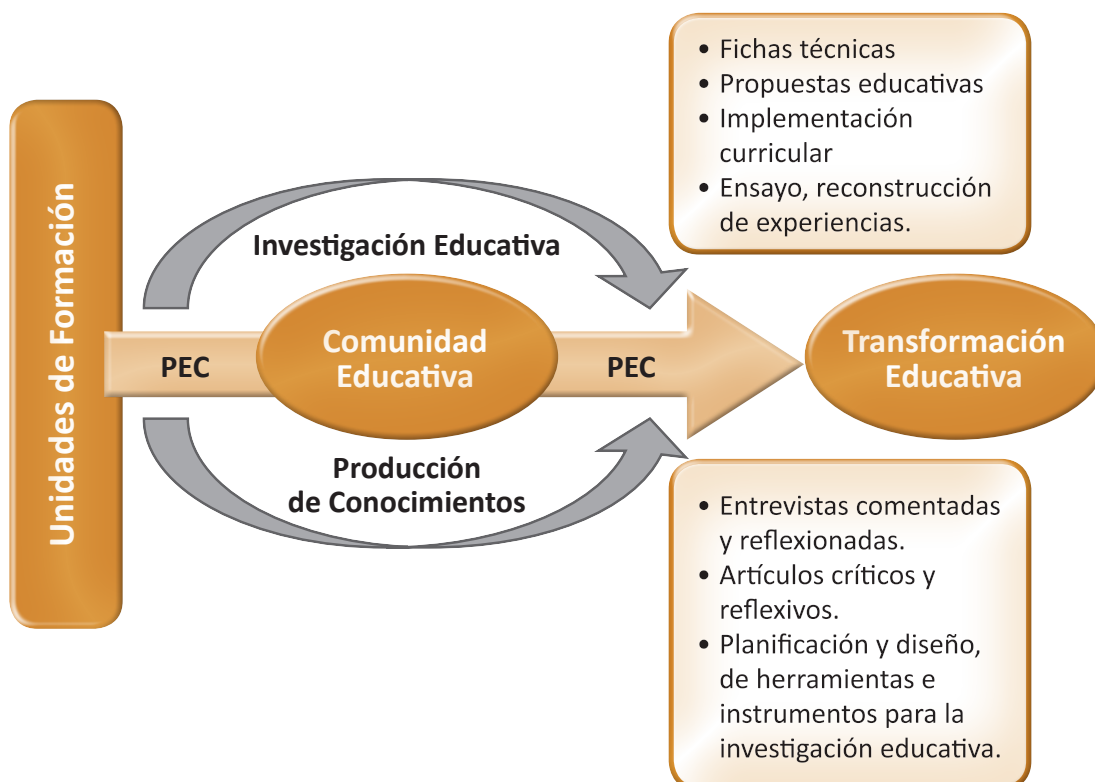 Unidades de Formación
Investigación Educativa
PEC
Comunidad
Educativa
PEC
Producción
de Conocimientos
• Fichas técnicas
• Propuestas educativas
• Implementación
curricular
• Ensayo, reconstrucción
de experiencias.
Transformación
Educativa
• Entrevistas comentadas
y reflexionadas.
• Artículos críticos y
reflexivos.
• Planificación y diseño,
de herramientas e
instrumentos para la
investigación educativa.